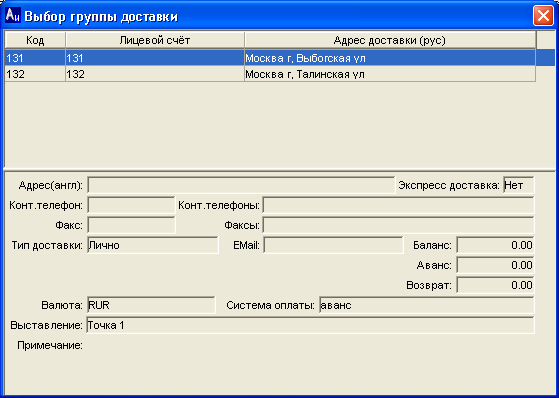 Аи Выбор группы доставки
Код Лицевой счёт Адрес доставки (рус)
131 131 Москва г, Выборгская ул
132 132 Москва г, Талинская ул
Адрес(англ): Экспресс доставка: Нет
Конт.телефон: Конт.телефоны:
Факс: Факсы:
Тип доставки: Лично EMail: Баланс: 0.00
Аванс: 0.00
Возврат: 0.00
Валюта: RUR Система оплаты: аванс
Выставление: Точка 1
Примечание: